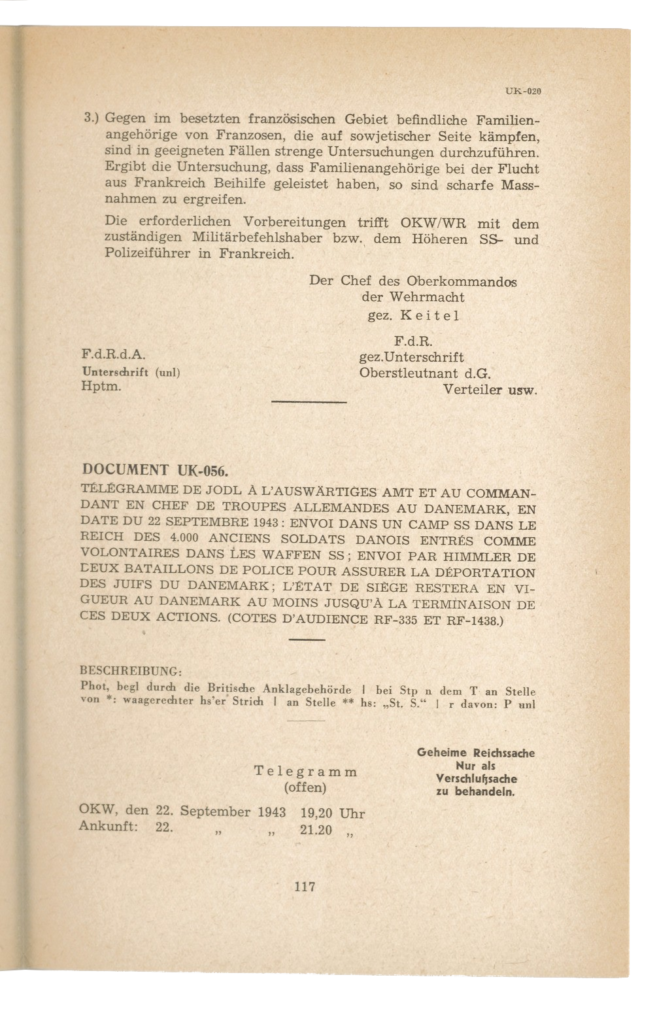 UK-020
3.) Gegen im besetzten französischen Gebiet befindliche Familien-
angehörige von Franzosen, die auf sowjetischer Seite kämpfen,
sind in geeigneten Fällen strenge Untersuchungen durchzuführen.
Ergibt die Untersuchung, dass Familienangehörige bei der Flucht
aus Frankreich Beihilfe geleistet haben, so sind scharfe Mass-
nahmen zu ergreifen.
Die erforderlichen Vorbereitungen trifft OKW/WR mit dem
zuständigen Militärbefehlshaber bzw. dem Höheren SS- und
Polizeiführer in Frankreich.
Der Chef des Oberkommandos
der Wehrmacht
gez. Keitel
F.d.R.
F.d.R.d.A.
gez.Unterschrift
Unterschrift (unl)
Oberstleutnant d.G.
Hptm.
Verteiler usw.
DOCUMENT UK-056.
TÉLÉGRAMME DE JODL À L'AUSWÄRTIGES AMT ET AU COMMAN-
DANT EN CHEF DE TROUPES ALLEMANDES AU DANEMARK, EN
DATE DU 22 SEPTEMBRE 1943 : ENVOI DANS UN CAMP SS DANS LE
REICH DES 4.000 ANCIENS SOLDATS DANOIS ENTRÉS COMME
VOLONTAIRES DANS LES WAFFEN SS ; ENVOI PAR HIMMLER DE
DEUX BATAILLONS DE POLICE POUR ASSURER LA DÉPORTATION
DES JUIFS DU DANEMARK ; L'ÉTAT DE SIÈGE RESTERA EN VI-
GUEUR AU DANEMARK AU MOINS JUSQU'À LA TERMINAISON DE
CES DEUX ACTIONS. (COTES D'AUDIENCE RF-335 ET RF-1438.)
BESCHREIBUNG:
Phot, begl durch die Britische Anklagebehörde | bei Stp n dem T an Stelle
von *: waagerechter hs'er Strich | an Stelle ** hs: „St. S." | r davon: P unl
Geheime Reichssache
Nur als
Verschlußsache
zu behandeln.
Telegramm
(offen)
OKW, den 22. September 1943 19,20 Uhr
Ankunft: 22. „ „ 21.20 „
117